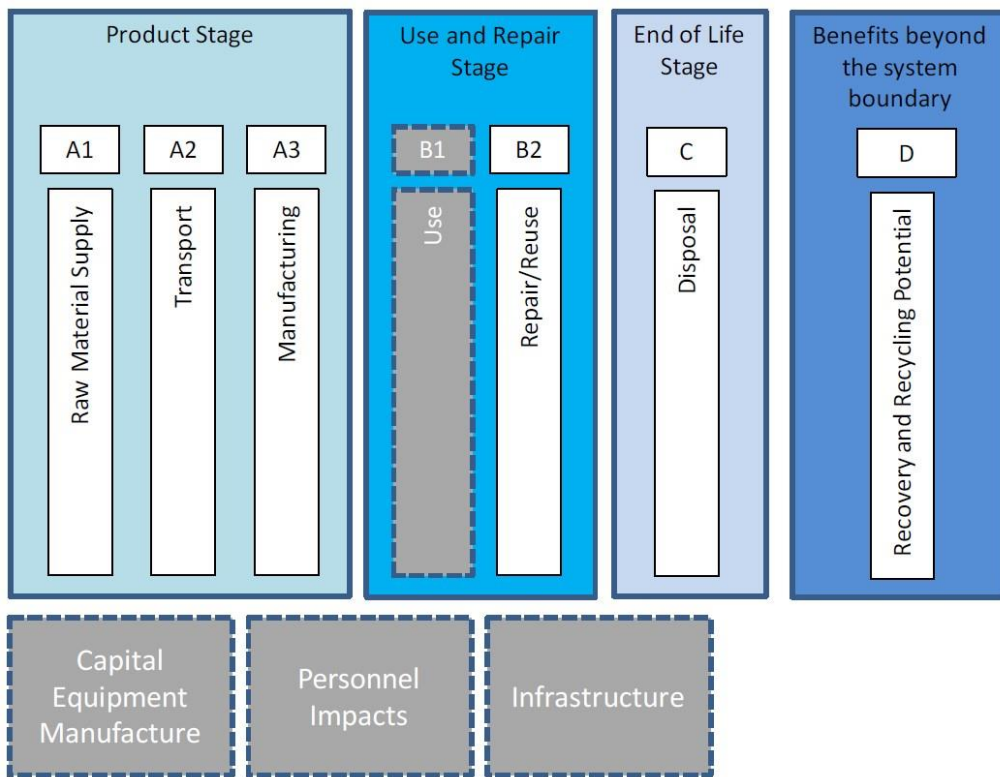 Product Stage
Use and Repair
Stage
End of Life
Stage
Benefits beyond
the system
boundary
A1
A2
A3
B1
B2
C
D
Raw Material Supply
Transport
Manufacturing
Use
Repair/Reuse
Disposal
Recovery and Recycling Potential
Capital
Equipment
Manufacture
Personnel
Impacts
Infrastructure